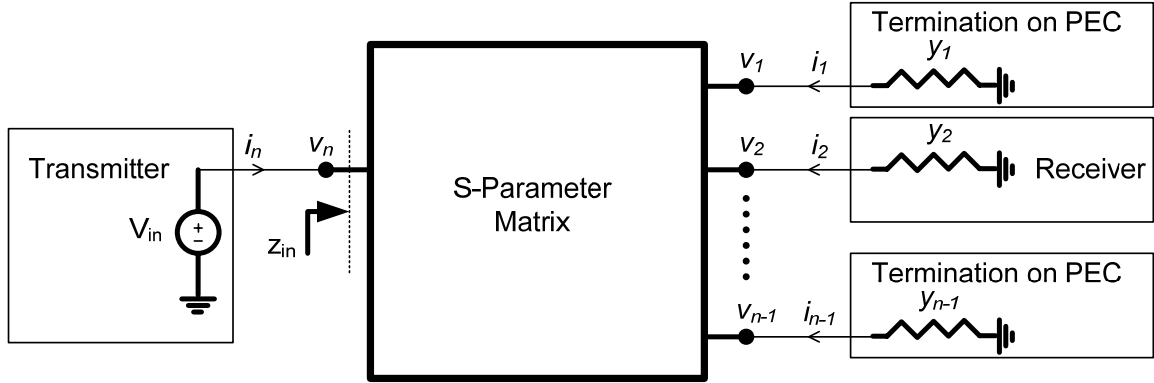 Termination on PEC
y1
v1
i1
Transmitter
in
vn
Vin
+
−
zin
S-Parameter
Matrix
v2
i2
y2
Receiver
Termination on PEC
yn-1
vn-1
in-1